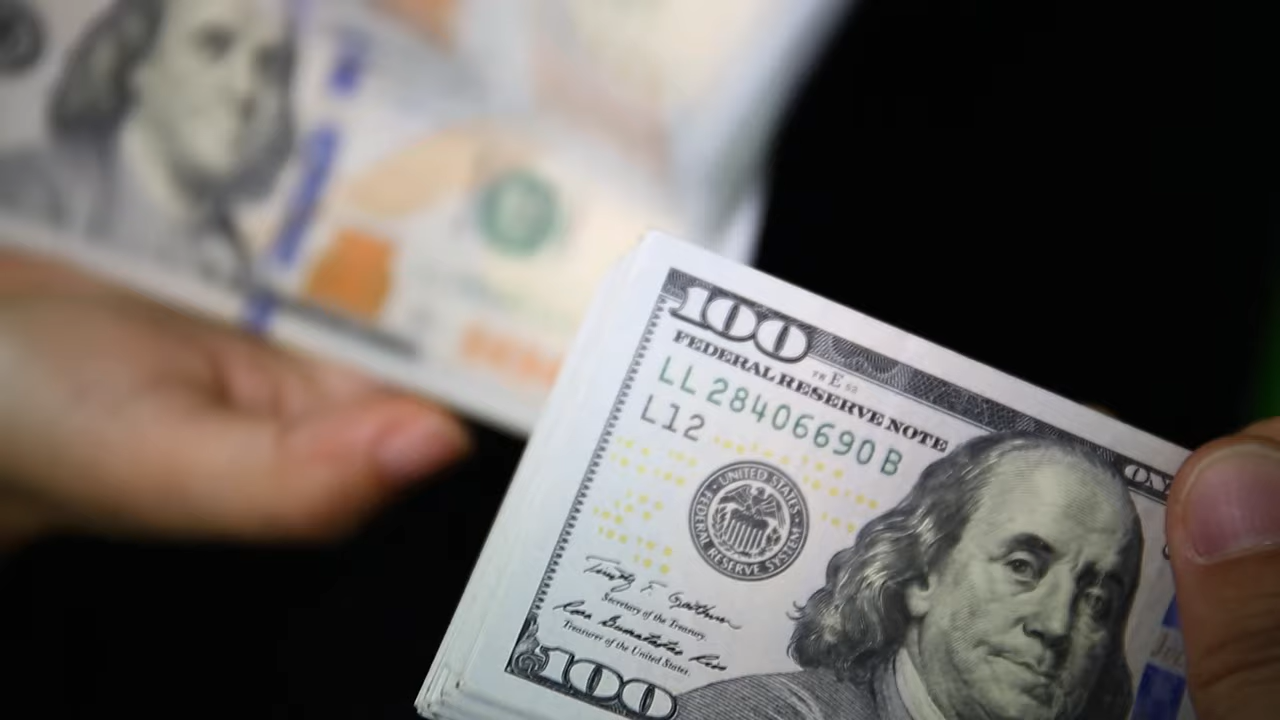 100
FEDERAL RESERVE NOTE
LL 28406690 B
L12
UNITED STATES
FEDERAL RESERVE SYSTEM
Secretary of the Treasury.
Treasurer of the United States.
100